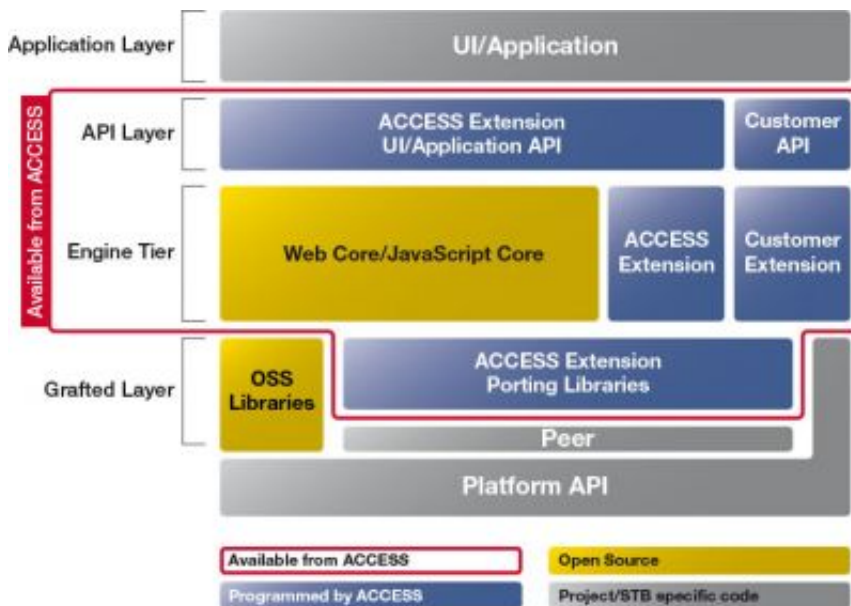 Application Layer
UI/Application
Available from ACCESS
API Layer
ACCESS Extension
UI/Application API
Customer
API
Engine Tier
Web Core/JavaScript Core
ACCESS
Extension
Customer
Extension
Grafted Layer
OSS
Libraries
ACCESS Extension
Porting Libraries
Peer
Platform API
Available from ACCESS
Open Source
Programmed by ACCESS
Project/STB specific code